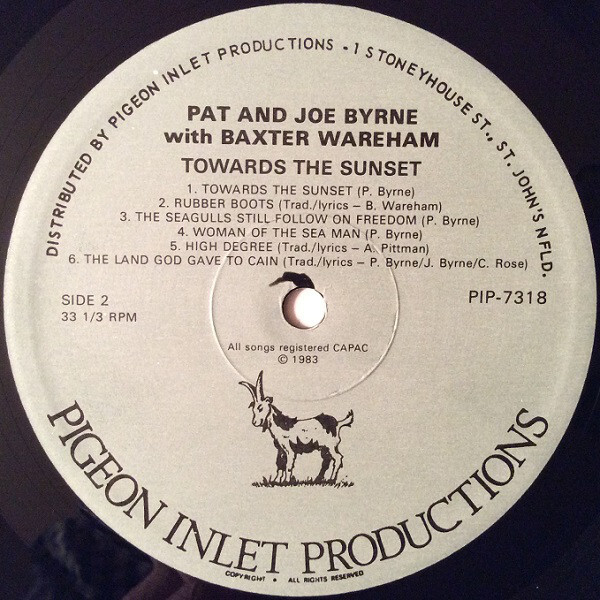 DISTRIBUTED BY PIGEON INLET PRODUCTIONS - 1 STONEYHOUSE ST., ST. JOHN'S NFLD.
PAT AND JOE BYRNE
with BAXTER WAREHAM
TOWARDS THE SUNSET
1. TOWARDS THE SUNSET (P. Byrne)
2. RUBBER BOOTS (Trad./lyrics – B. Wareham)
3. THE SEAGULLS STILL FOLLOW ON FREEDOM (P. Byrne)
4. WOMAN OF THE SEA MAN (P. Byrne)
5. HIGH DEGREE (Trad./lyrics – A. Pittman)
6. THE LAND GOD GAVE TO CAIN (Trad./lyrics – P. Byrne/J. Byrne/C. Rose)
SIDE 2
33 1/3 RPM
PIP-7318
All songs registered CAPAC
© 1983
PIGEON INLET PRODUCTIONS
COPYRIGHT • ALL RIGHTS RESERVED